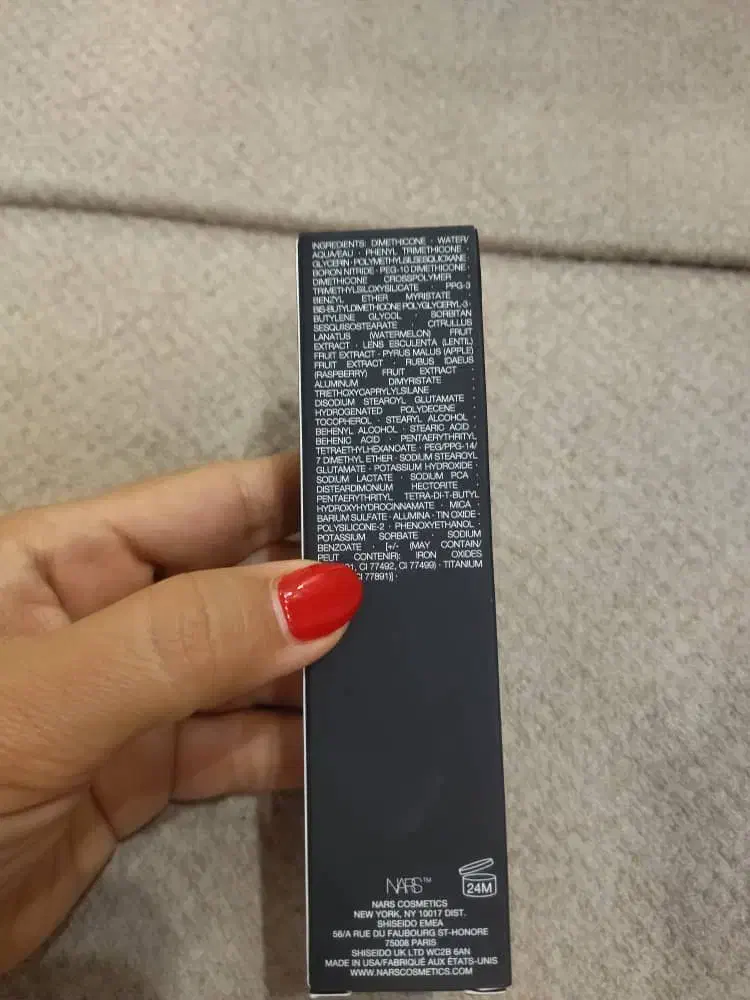 INGREDIENTS: DIMETHICONE · WATER/
AQUA/EAU · PHENYL TRIMETHICONE ·
GLYCERIN · POLYMETHYLSILSESQUIOXANE ·
BORON NITRIDE · PEG-10 DIMETHICONE ·
DIMETHICONE CROSSPOLYMER ·
TRIMETHYLSILOXYSILICATE · PPG-3
BENZYL ETHER MYRISTATE ·
BIS-BUTYLDIMETHICONE POLYGLYCERYL-3 ·
BUTYLENE GLYCOL · SORBITAN
SESQUIISOSTEARATE · CITRULLUS
LANATUS (WATERMELON) FRUIT
EXTRACT · LENS ESCULENTA (LENTIL)
FRUIT EXTRACT · PYRUS MALUS (APPLE)
FRUIT EXTRACT · RUBUS IDAEUS
(RASPBERRY) FRUIT EXTRACT ·
ALUMINUM DIMYRISTATE ·
TRIETHOXYCAPRYLYLSILANE ·
DISODIUM STEAROYL GLUTAMATE ·
HYDROGENATED POLYDECENE ·
TOCOPHEROL · STEARYL ALCOHOL ·
BEHENYL ALCOHOL · STEARIC ACID ·
BEHENIC ACID · PENTAERYTHRITYL
TETRAETHYLHEXANOATE · PEG/PPG-14/
7 DIMETHYL ETHER · SODIUM STEAROYL
GLUTAMATE · POTASSIUM HYDROXIDE ·
SODIUM LACTATE · SODIUM PCA ·
DISTEARDIMONIUM HECTORITE ·
PENTAERYTHRITYL TETRA-DI-T-BUTYL
HYDROXYHYDROCINNAMATE · MICA ·
BARIUM SULFATE · ALUMINA · TIN OXIDE ·
POLYSILICONE-2 · PHENOXYETHANOL ·
POTASSIUM SORBATE · SODIUM
BENZOATE · [+/- (MAY CONTAIN/
PEUT CONTENIR): IRON OXIDES
CI 77492, CI 77499) · TITANIUM
CI 77891)] ·
NARS™
24M
NARS COSMETICS
NEW YORK, NY 10017 DIST.
SHISEIDO EMEA
56/A RUE DU FAUBOURG ST-HONORE
75008 PARIS
SHISEIDO UK LTD WC2B 6AN
MADE IN USA/FABRIQUÉ AUX ÉTATS-UNIS
WWW.NARSCOSMETICS.COM